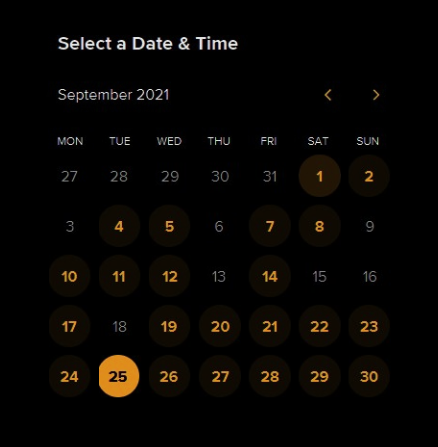 Select a Date & Time
September 2021
MON TUE WED THU FRI SAT SUN
27 28 29 30 31 1 2
3 4 5 6 7 8 9
10 11 12 13 14 15 16
17 18 19 20 21 22 23
24 25 26 27 28 29 30